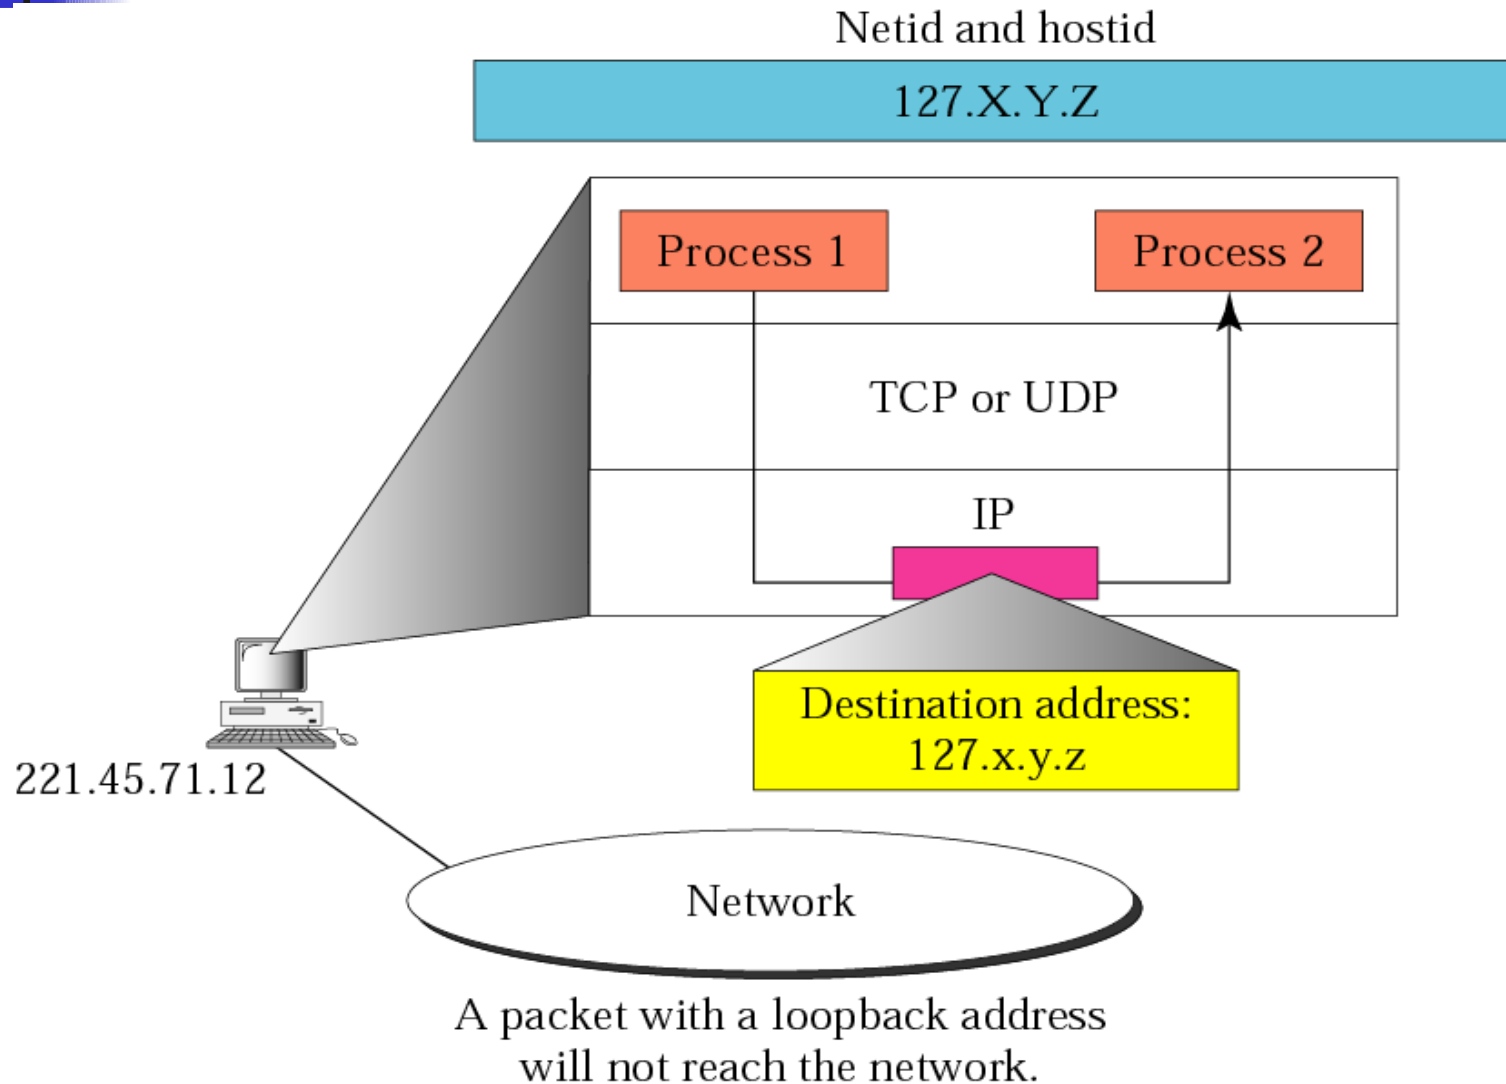 Netid and hostid
127.X.Y.Z
Process 1
Process 2
TCP or UDP
IP
Destination address:
127.x.y.z
221.45.71.12
Network
A packet with a loopback address
will not reach the network.